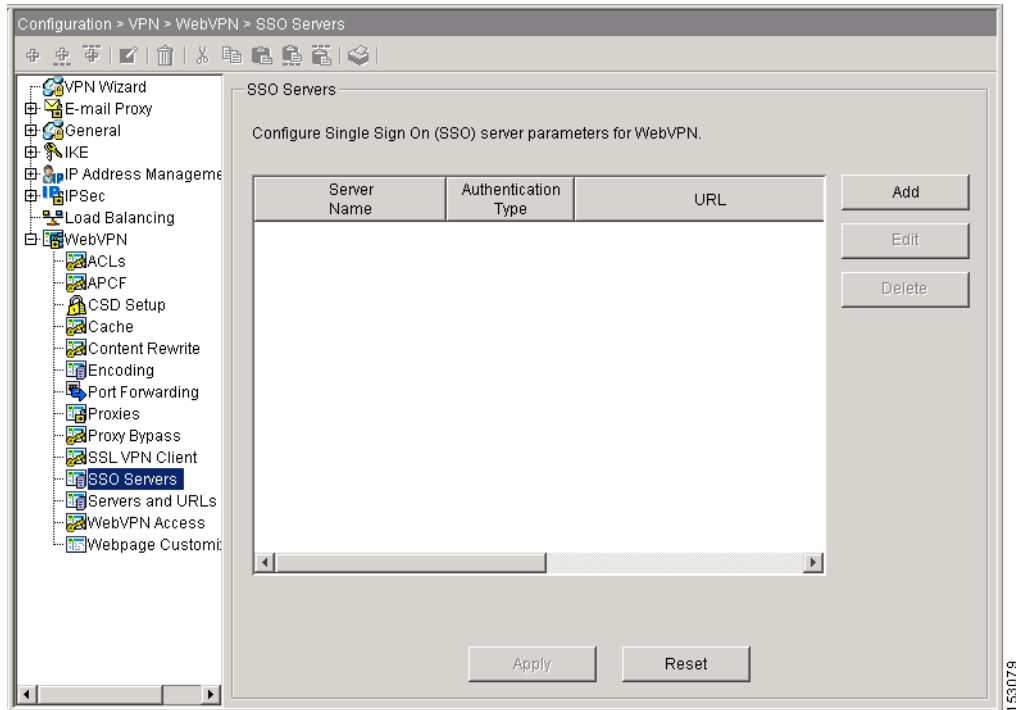 Configuration > VPN > WebVPN > SSO Servers
VPN Wizard
E-mail Proxy
General
IKE
IP Address Manageme
IPSec
Load Balancing
WebVPN
ACLs
APCF
CSD Setup
Cache
Content Rewrite
Encoding
Port Forwarding
Proxies
Proxy Bypass
SSL VPN Client
SSO Servers
Servers and URLs
WebVPN Access
Webpage Customi
SSO Servers
Configure Single Sign On (SSO) server parameters for WebVPN.
Server
Name
Authentication
Type
URL
Add
Edit
Delete
Apply
Reset
153079